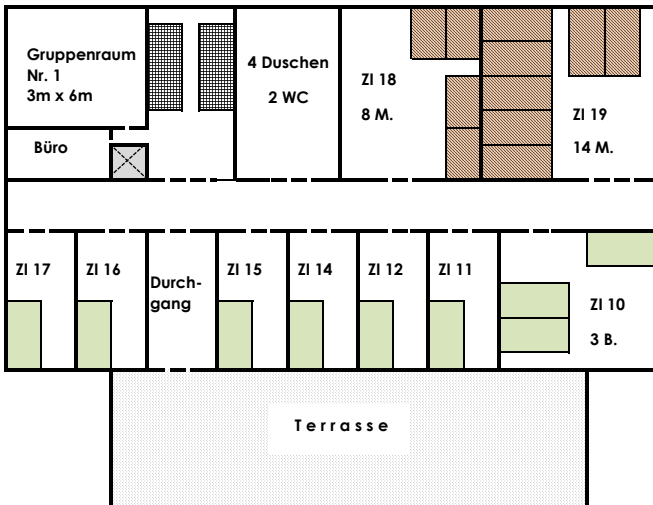 Gruppenraum
Nr. 1
3m x 6m
Büro
4 Duschen
2 WC
ZI 18
8 M.
ZI 19
14 M.
ZI 17
ZI 16
Durch-
gang
ZI 15
ZI 14
ZI 12
ZI 11
ZI 10
3 B.
Terrasse